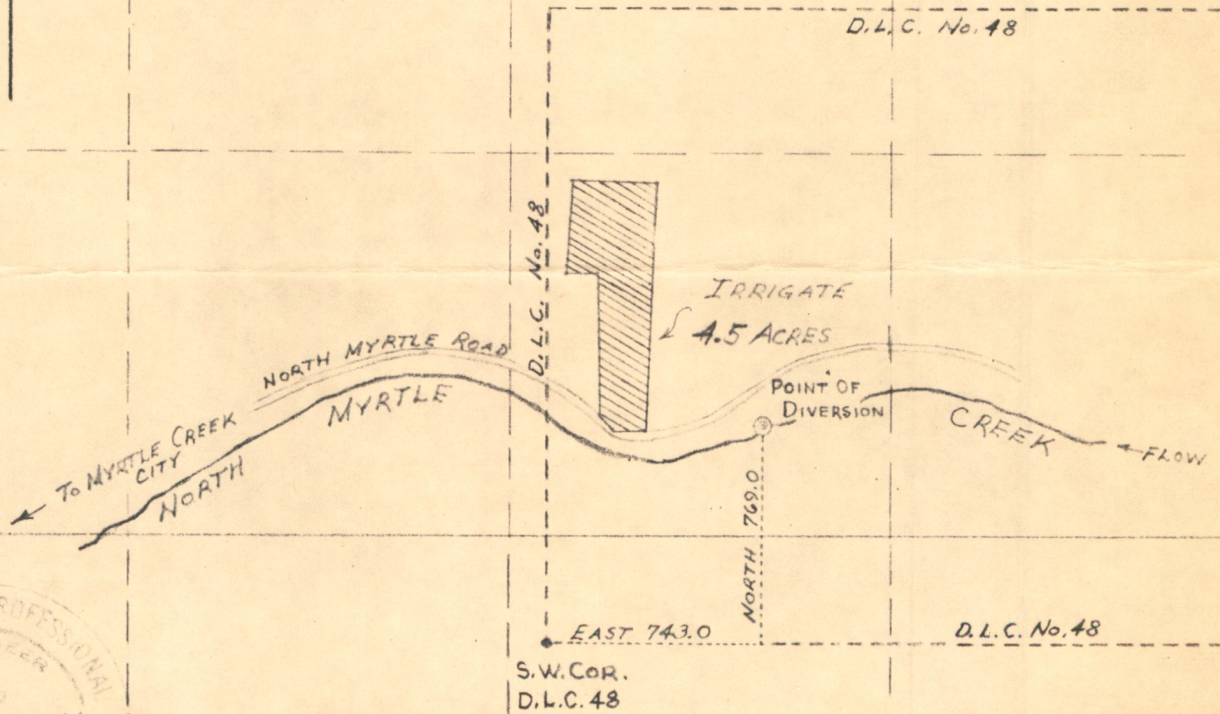 D.L.C. No. 48
D.L.C. No. 48
IRRIGATE
4.5 ACRES
NORTH MYRTLE ROAD
POINT OF
DIVERSION
NORTH MYRTLE CREEK
FLOW
TO MYRTLE CREEK
CITY
NORTH 769.0
EAST 743.0
D.L.C. No. 48
S.W. COR.
D.L.C. 48
PROFESSIONAL